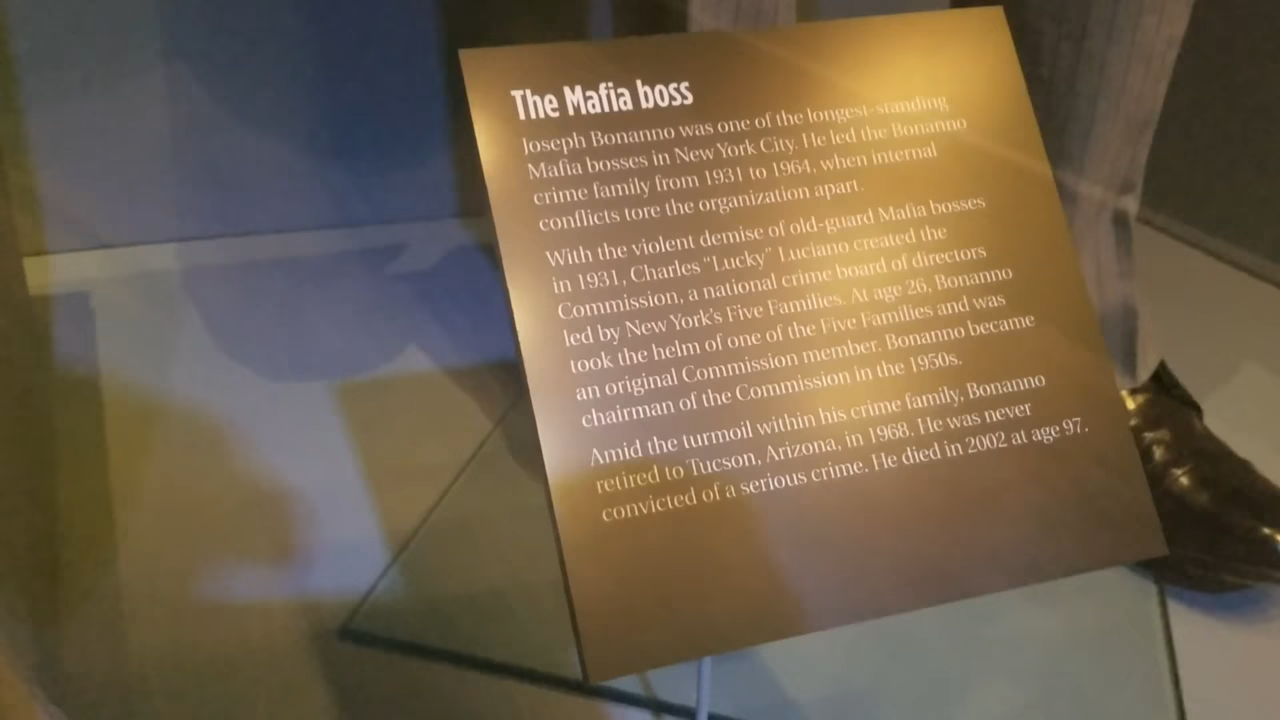 The Mafia boss
Joseph Bonanno was one of the longest-standing
Mafia bosses in New York City. He led the Bonanno
crime family from 1931 to 1964, when internal
conflicts tore the organization apart.
With the violent demise of old-guard Mafia bosses
in 1931, Charles “Lucky” Luciano created the
Commission, a national crime board of directors
led by New York’s Five Families. At age 26, Bonanno
took the helm of one of the Five Families and was
an original Commission member. Bonanno became
chairman of the Commission in the 1950s.
Amid the turmoil within his crime family, Bonanno
retired to Tucson, Arizona, in 1968. He was never
convicted of a serious crime. He died in 2002 at age 97.